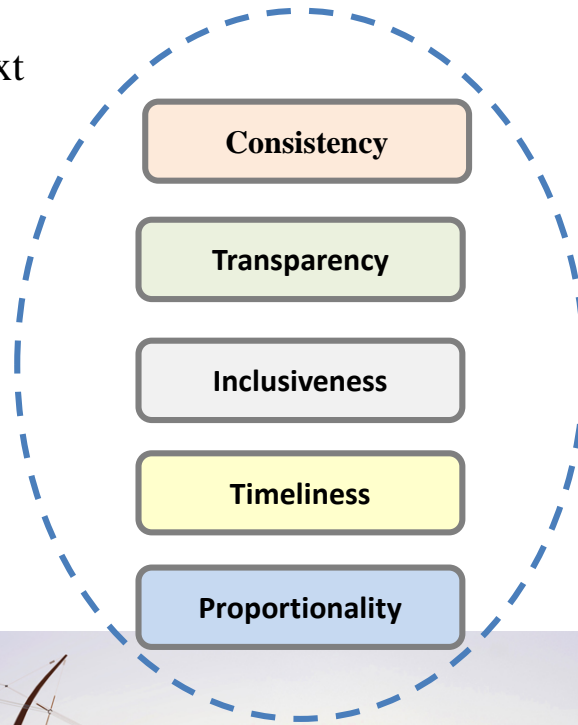 xt
Consistency
Transparency
Inclusiveness
Timeliness
Proportionality